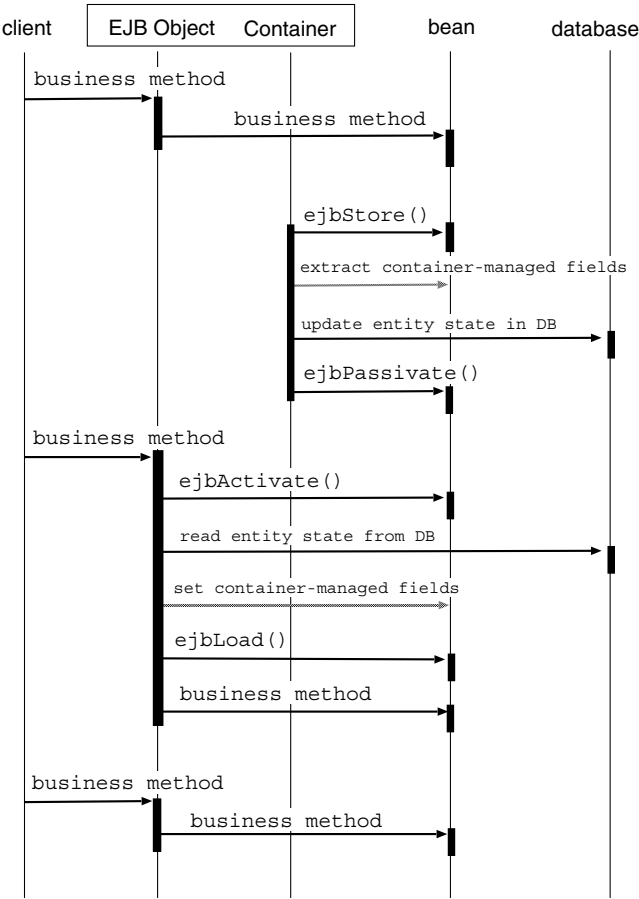 client EJB Object Container bean database
business method
business method
ejbStore()
extract container-managed fields
update entity state in DB
ejbPassivate()
business method
ejbActivate()
read entity state from DB
set container-managed fields
ejbLoad()
business method
business method
business method